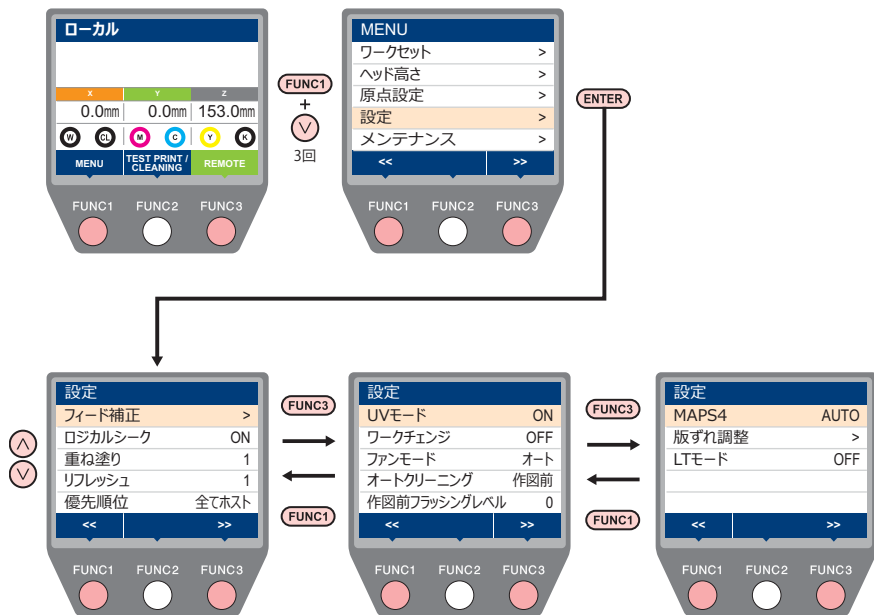 ローカル
X Y Z
0.0mm 0.0mm 153.0mm
W CL M C Y K
MENU TEST PRINT / CLEANING REMOTE
FUNC1 FUNC2 FUNC3
FUNC1
+
3回
MENU
ワークセット >
ヘッド高さ >
原点設定 >
設定 >
メンテナンス >
<< >>
FUNC1 FUNC2 FUNC3
ENTER
設定
フィード補正 >
ロジカルシーク ON
重ね塗り 1
リフレッシュ 1
優先順位 全てホスト
<< >>
FUNC1 FUNC2 FUNC3
FUNC3
FUNC1
設定
UVモード ON
ワークチェンジ OFF
ファンモード オート
オートクリーニング 作図前
作図前フラッシングレベル 0
<< >>
FUNC1 FUNC2 FUNC3
FUNC3
FUNC1
設定
MAPS4 AUTO
版ずれ調整 >
LTモード OFF
<< >>
FUNC1 FUNC2 FUNC3